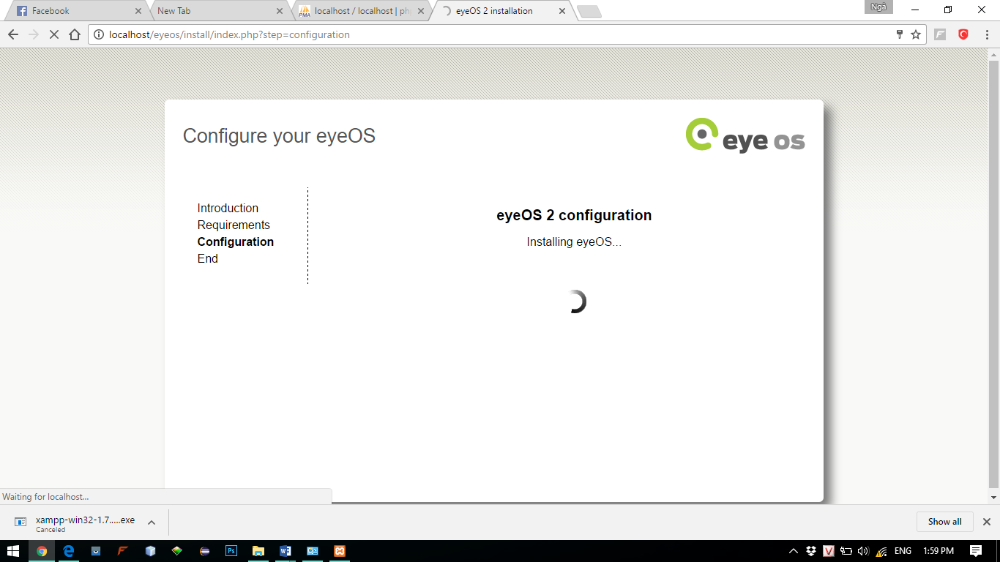 Facebook
New Tab
localhost / localhost | ph
eyeOS 2 installation
Ngà
localhost/eyeos/install/index.php?step=configuration
Configure your eyeOS
eye os
Introduction
Requirements
Configuration
End
eyeOS 2 configuration
Installing eyeOS...
Waiting for localhost...
xampp-win32-1.7.....exe
Canceled
Show all
ENG
1:59 PM